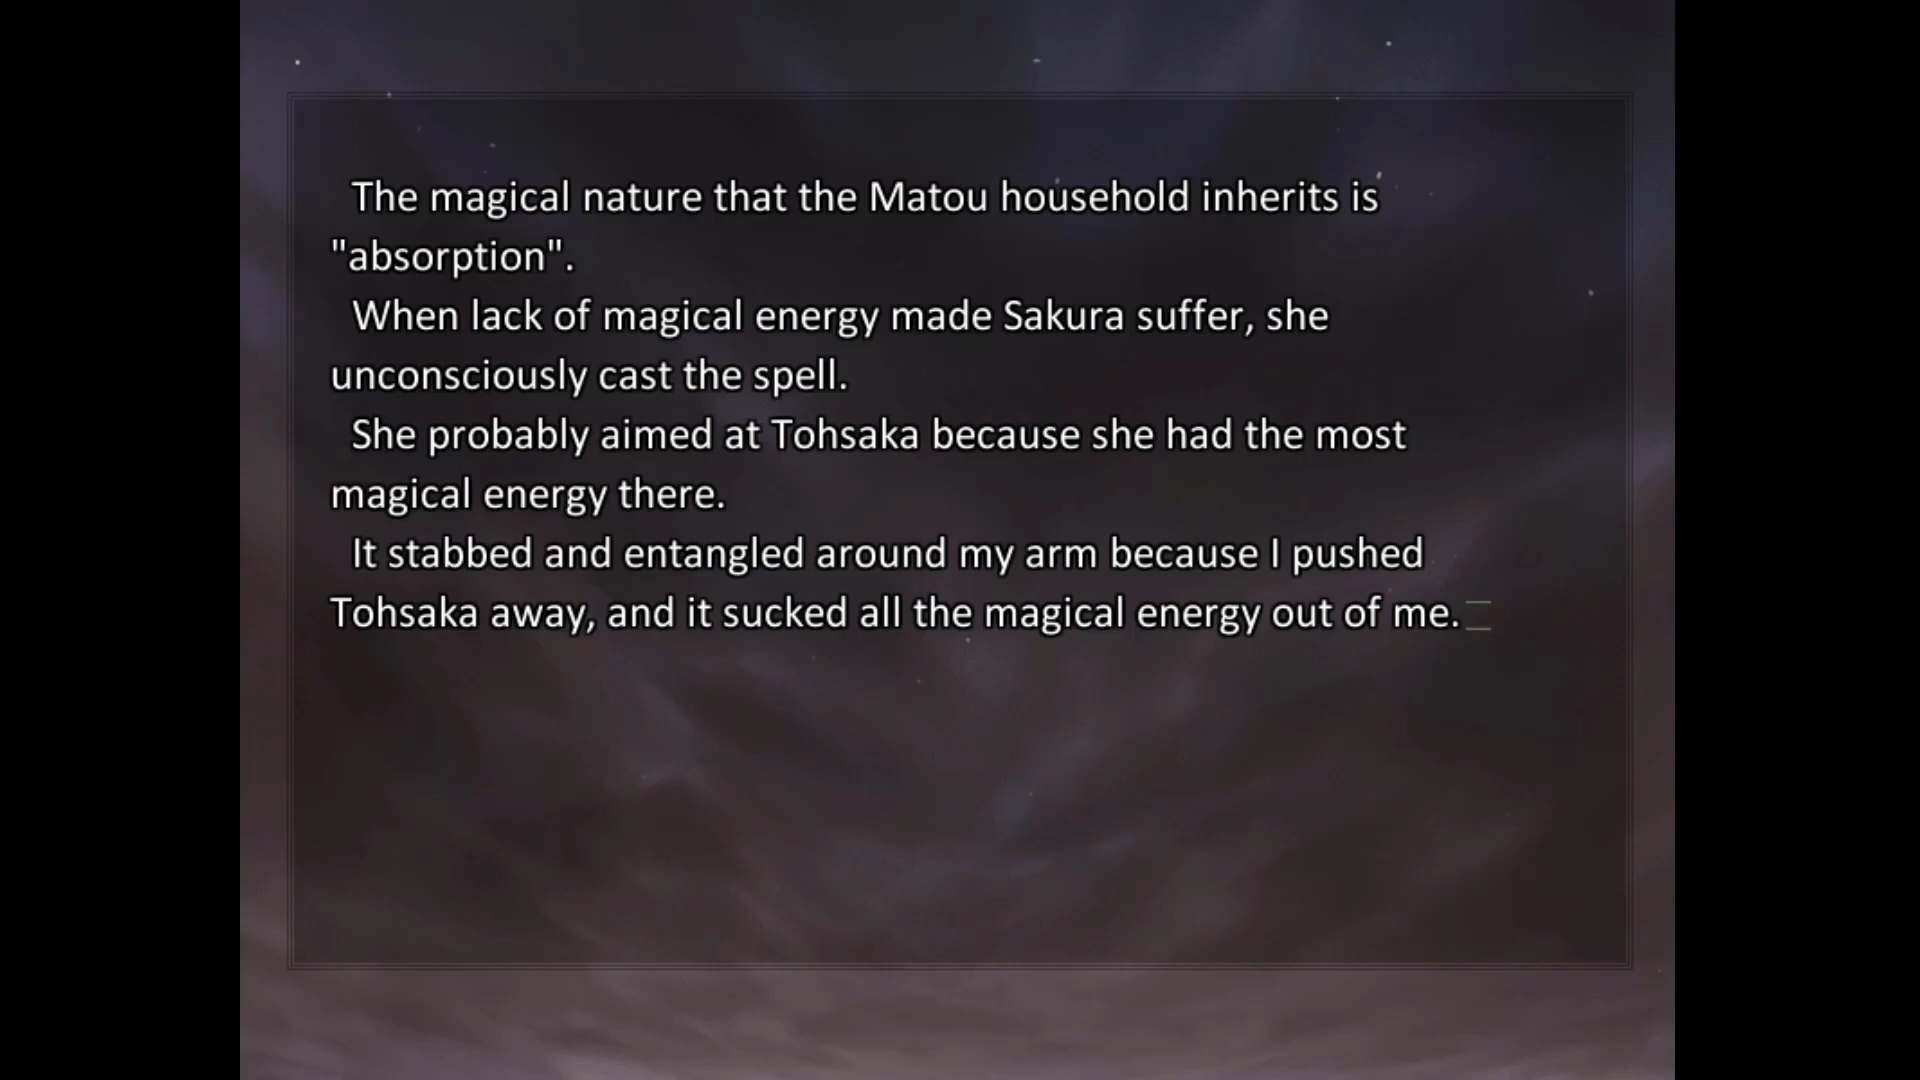 The magical nature that the Matou household inherits is
"absorption".
When lack of magical energy made Sakura suffer, she
unconsciously cast the spell.
She probably aimed at Tohsaka because she had the most
magical energy there.
It stabbed and entangled around my arm because I pushed
Tohsaka away, and it sucked all the magical energy out of me.